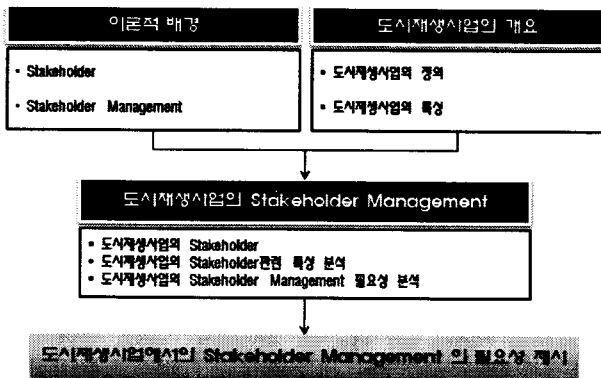 이론적 배경
• Stakeholder
• Stakeholder Management
도시재생사업의 개요
• 도시재생사업의 정의
• 도시재생사업의 특성
도시재생사업의 Stakeholder Management
• 도시재생사업의 Stakeholder
• 도시재생사업의 Stakeholder관련 특성 분석
• 도시재생사업의 Stakeholder Management 필요성 분석
도시재생사업에서의 Stakeholder Management 의 필요성 제시